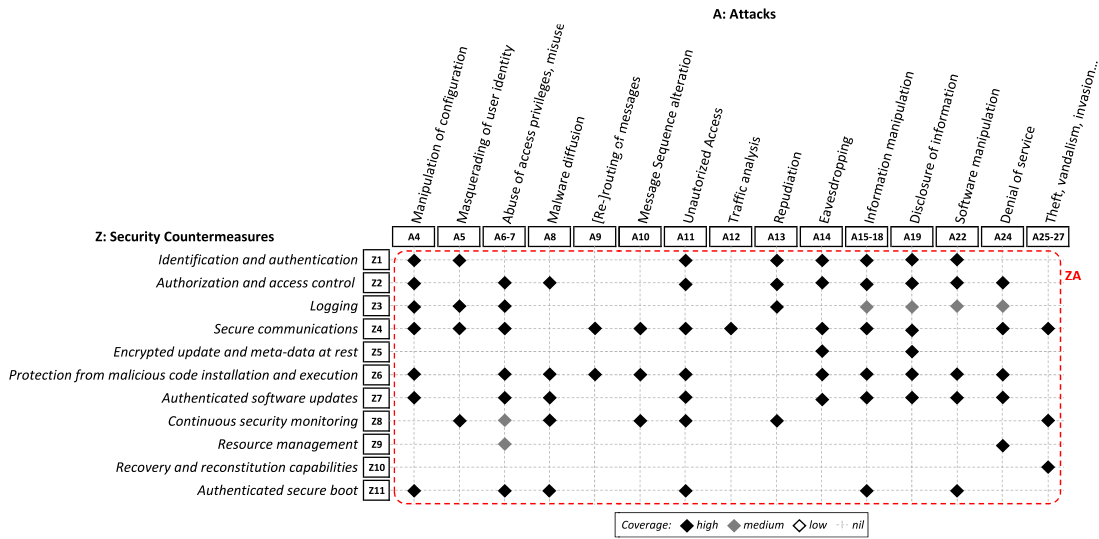 A: Attacks
Manipulation of configuration
Masquerading of user identity
Abuse of access privileges, misuse
Malware diffusion
[Re-]routing of messages
Message Sequence alteration
Unautorized Access
Traffic analysis
Repudiation
Eavesdropping
Information manipulation
Disclosure of information
Software manipulation
Denial of service
Theft, vandalism, invasion...
Z: Security Countermeasures A4 A5 A6-7 A8 A9 A10 A11 A12 A13 A14 A15-18 A19 A22 A24 A25-27
Identification and authentication Z1
Authorization and access control Z2
ZA
Logging Z3
Secure communications Z4
Encrypted update and meta-data at rest Z5
Protection from malicious code installation and execution Z6
Authenticated software updates Z7
Continuous security monitoring Z8
Resource management Z9
Recovery and reconstitution capabilities Z10
Authenticated secure boot Z11
Coverage: high medium low nil